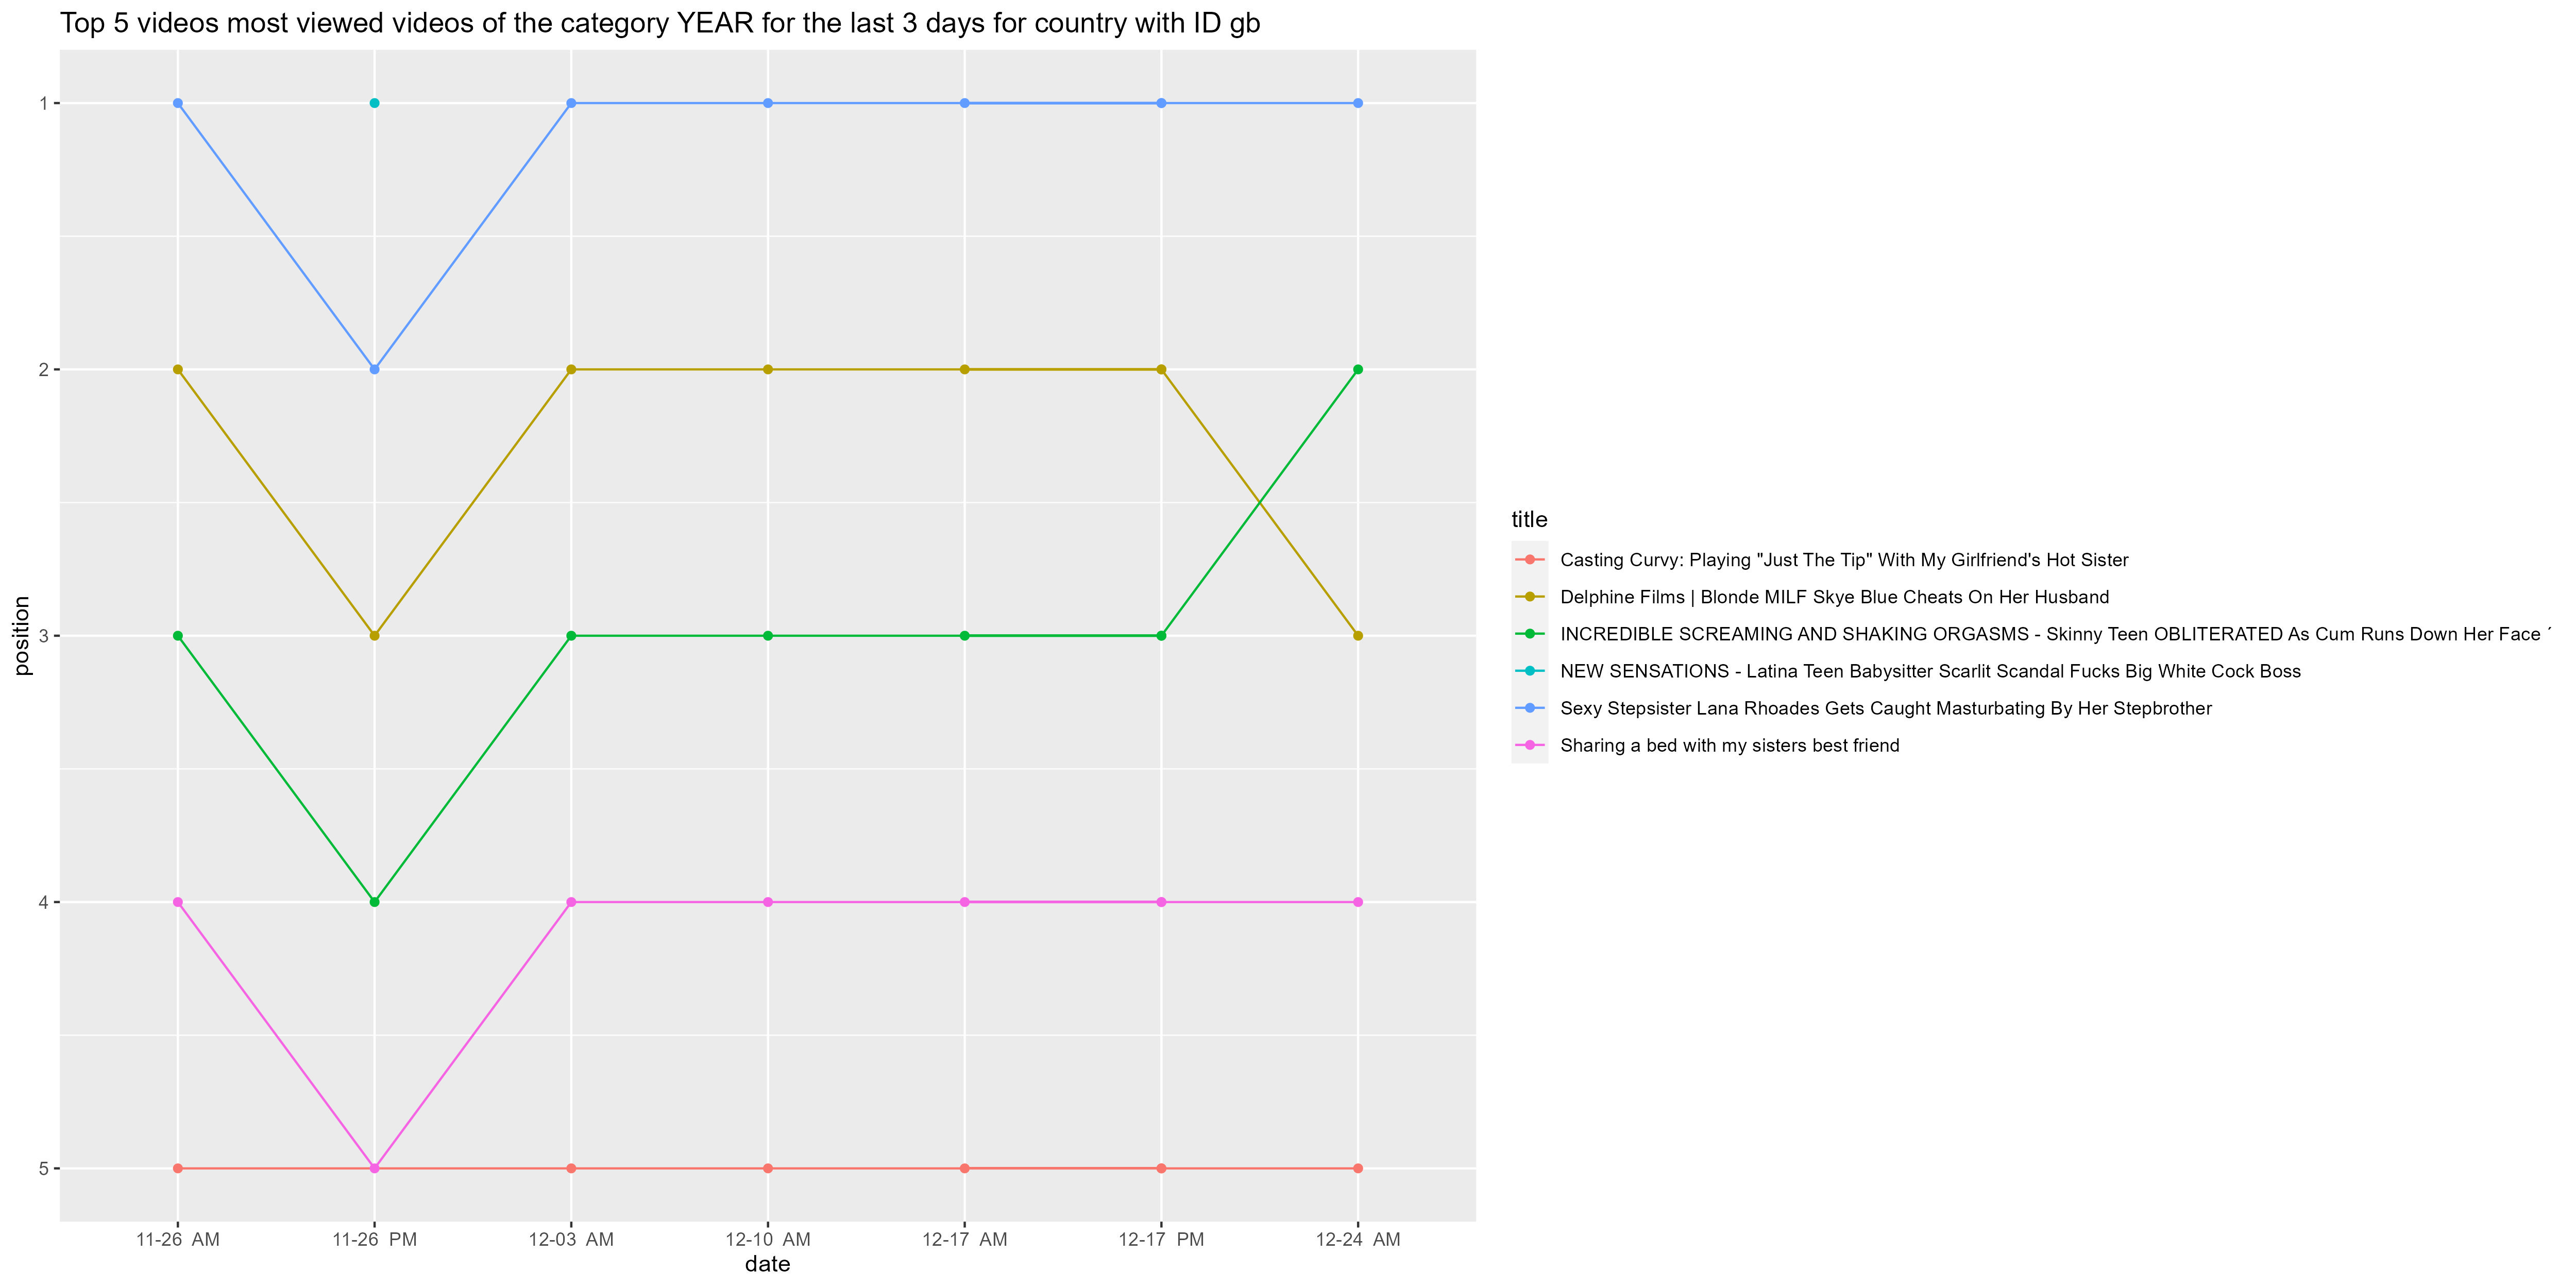 Top 5 videos most viewed videos of the category YEAR for the last 3 days for country with ID gb
1
2
3
4
5
position
11-26 AM
11-26 PM
12-03 AM
12-10 AM
12-17 AM
12-17 PM
12-24 AM
date
title
Casting Curvy: Playing "Just The Tip" With My Girlfriend's Hot Sister
Delphine Films | Blonde MILF Skye Blue Cheats On Her Husband
INCREDIBLE SCREAMING AND SHAKING ORGASMS - Skinny Teen OBLITERATED As Cum Runs Down Her Face
NEW SENSATIONS - Latina Teen Babysitter Scarlit Scandal Fucks Big White Cock Boss
Sexy Stepsister Lana Rhoades Gets Caught Masturbating By Her Stepbrother
Sharing a bed with my sisters best friend